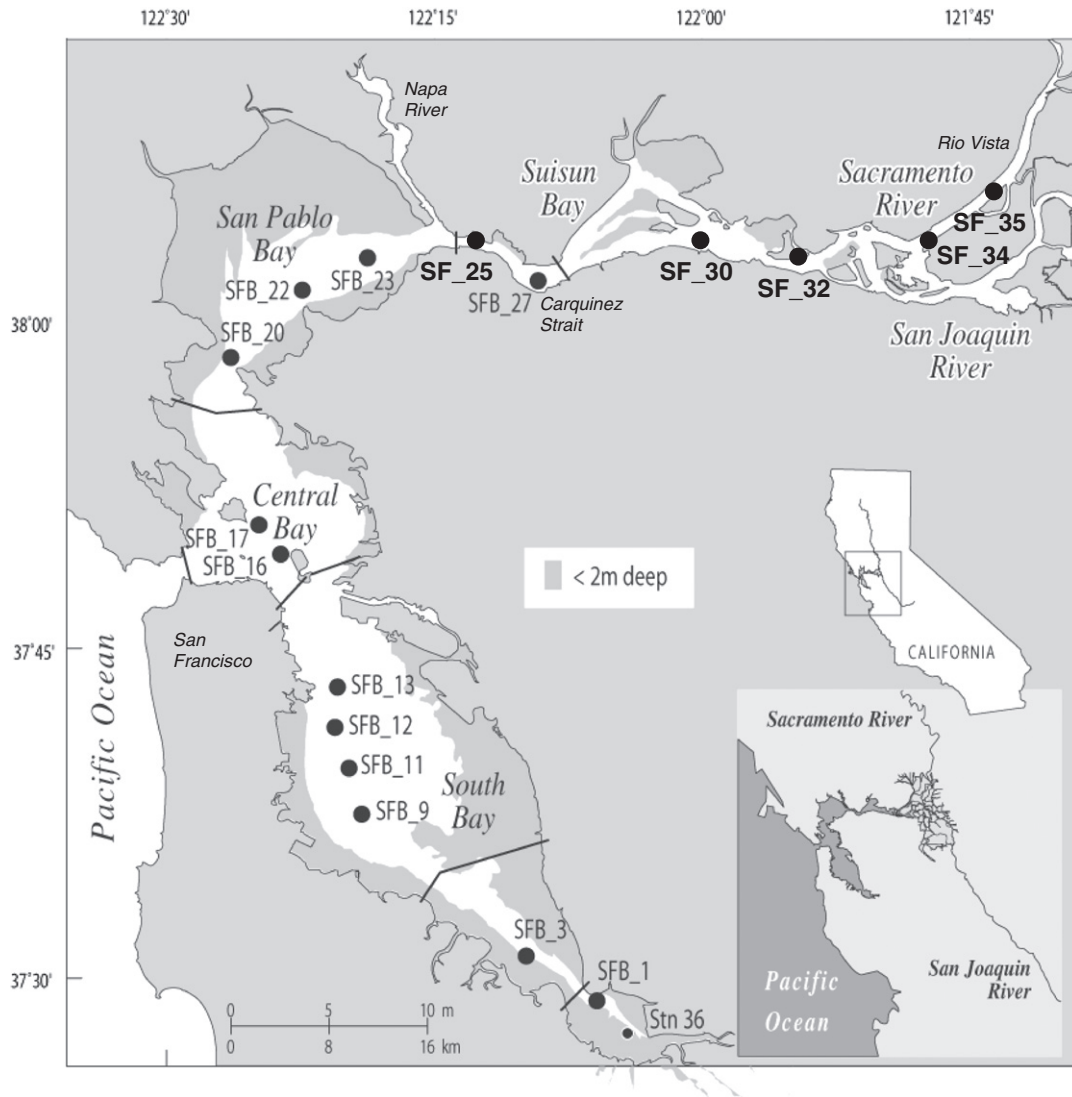 122˚30'
122˚15'
122˚00'
121˚45'
Napa
River
Rio Vista
Suisun
Bay
Sacramento
River
San Pablo
Bay
SF_35
SF_34
SFB_23
SF_25
SF_30
SFB_22
SF_32
SFB_27
Carquinez
Strait
38˚00'
SFB_20
San Joaquin
River
Central
Bay
SFB_17
SFB_16
< 2m deep
San
Francisco
37˚45'
CALIFORNIA
Pacific Ocean
SFB_13
SFB_12
SFB_11
SFB_9
South
Bay
Sacramento River
SFB_3
SFB_1
37˚30'
Stn 36
San Joaquin
River
Pacific
Ocean
0 5 10 m
0 8 16 km